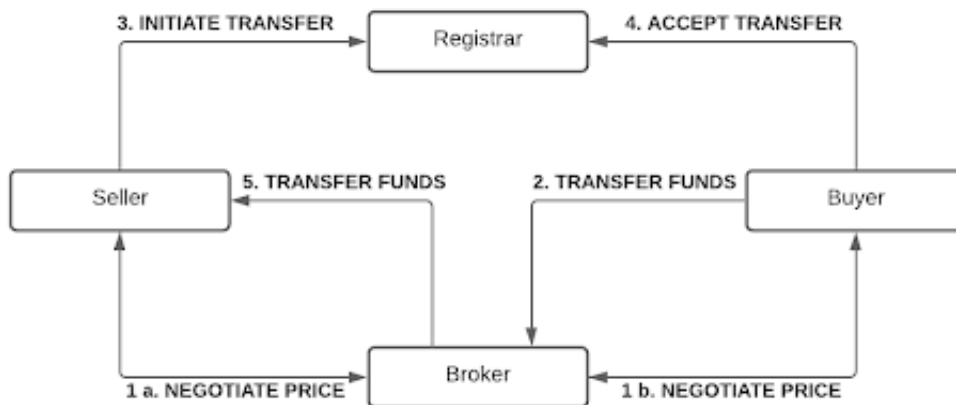 3. INITIATE TRANSFER
Registrar
4. ACCEPT TRANSFER
Seller
5. TRANSFER FUNDS
2. TRANSFER FUNDS
Buyer
1 a. NEGOTIATE PRICE
Broker
1 b. NEGOTIATE PRICE